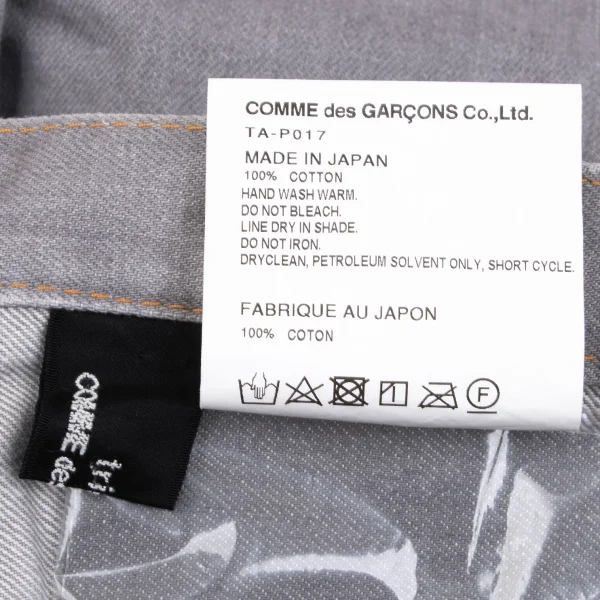 COMME des GARÇONS Co.,Ltd.
TA-P017
MADE IN JAPAN
100% COTTON
HAND WASH WARM.
DO NOT BLEACH.
LINE DRY IN SHADE.
DO NOT IRON.
DRYCLEAN, PETROLEUM SOLVENT ONLY, SHORT CYCLE.
FABRIQUE AU JAPON
100% COTON
F
COMME